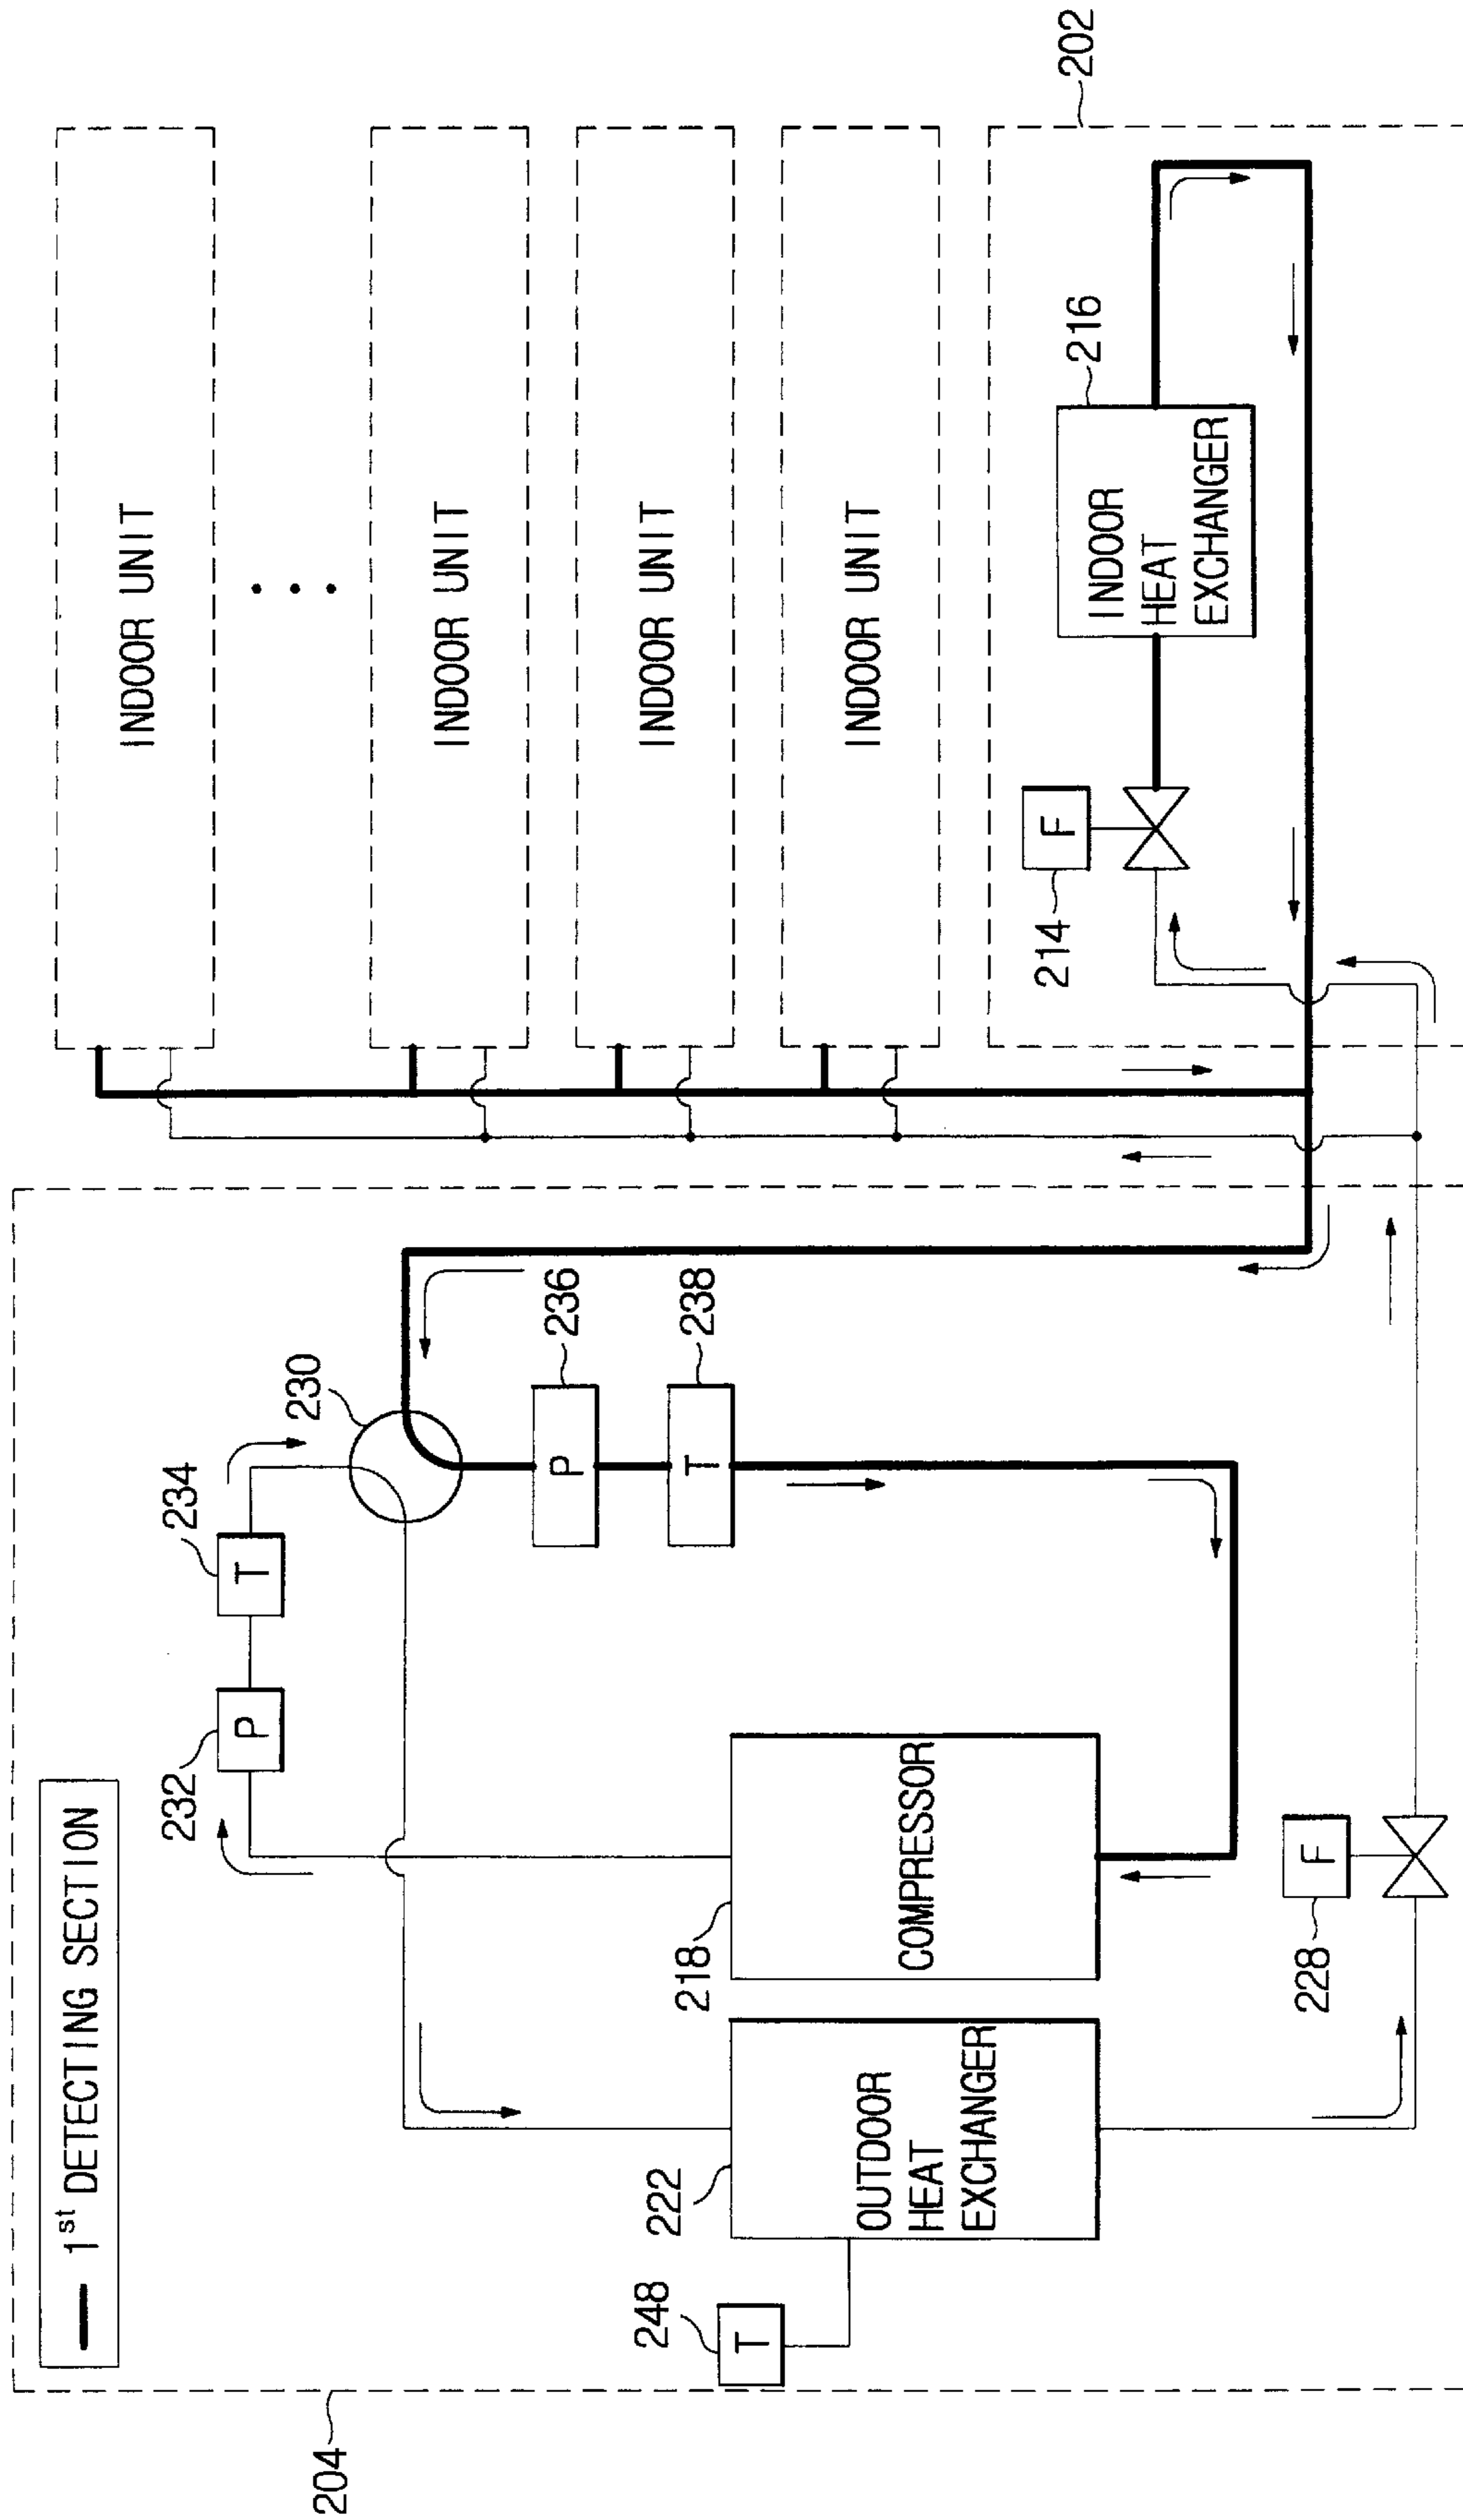 1st DETECTING SECTION
204
248
T
222
OUTDOOR
HEAT
EXCHANGER
218
COMPRESSOR
228
F
232
P
234
T
230
236
P
238
T
INDOOR UNIT
INDOOR UNIT
INDOOR UNIT
INDOOR UNIT
202
214
F
216
INDOOR
HEAT
EXCHANGER